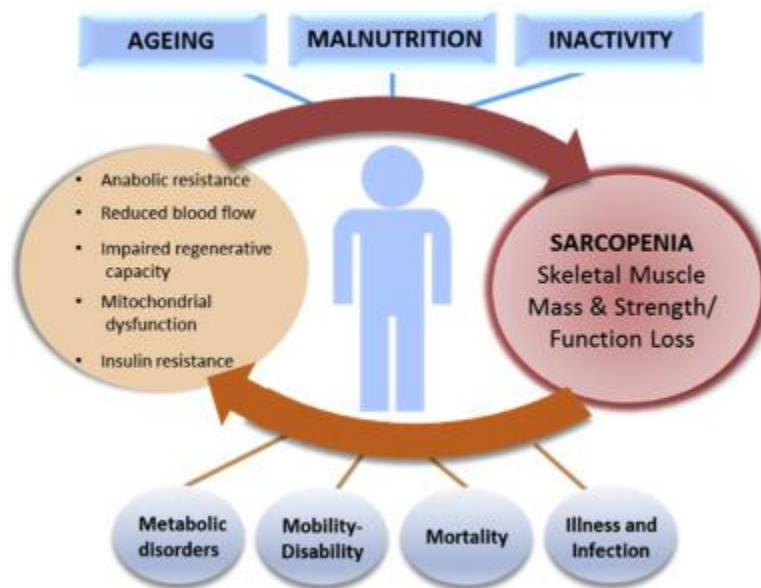 AGEING
MALNUTRITION
INACTIVITY
• Anabolic resistance
• Reduced blood flow
• Impaired regenerative
capacity
• Mitochondrial
dysfunction
• Insulin resistance
SARCOPENIA
Skeletal Muscle
Mass & Strength/
Function Loss
Metabolic
disorders
Mobility-
Disability
Mortality
Illness and
Infection